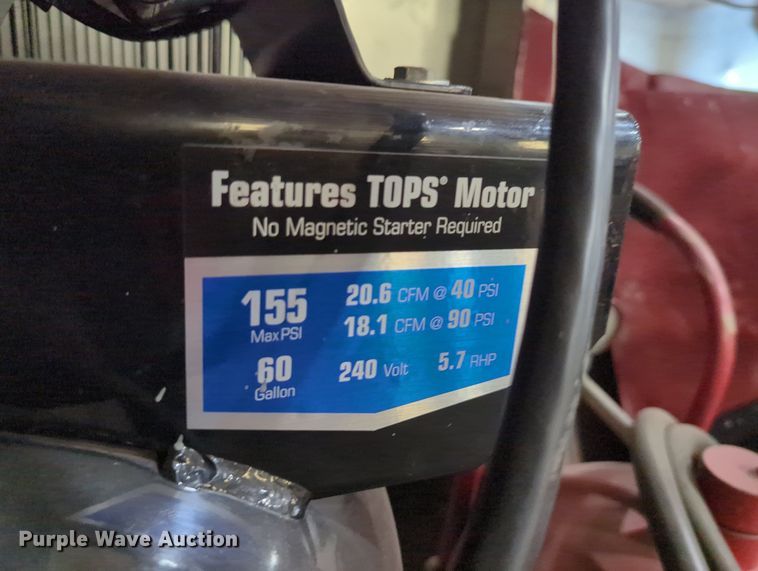 Features TOPS® Motor
No Magnetic Starter Required
155
Max PSI
20.6 CFM @ 40 PSI
18.1 CFM @ 90 PSI
60
Gallon
240 Volt
5.7 RHP
Purple Wave Auction